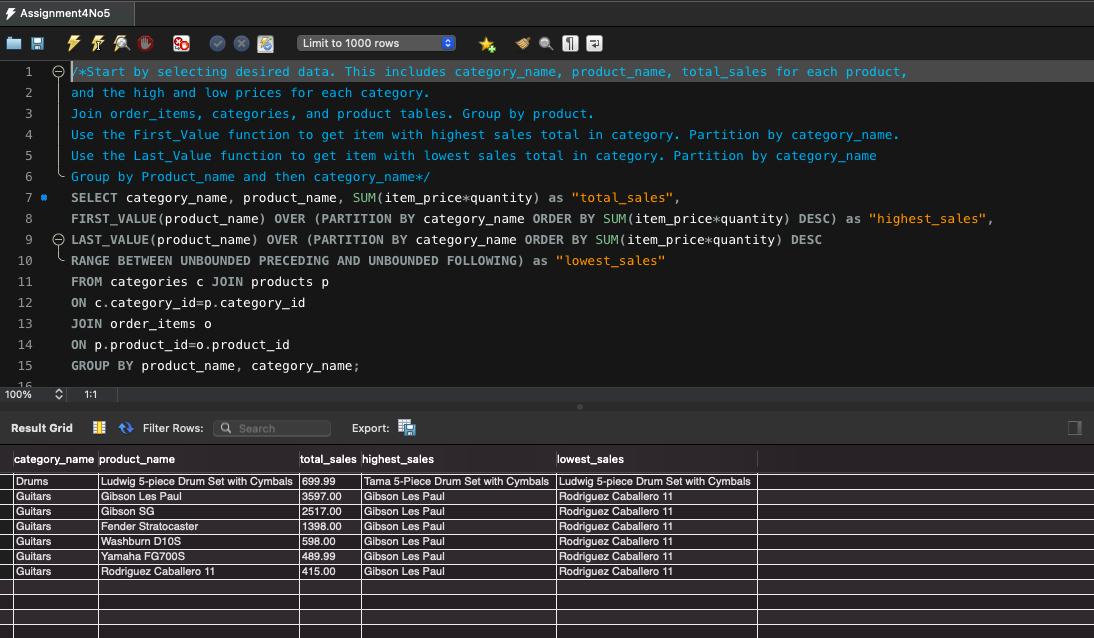 Assignment4No5
Limit to 1000 rows
1 /*Start by selecting desired data. This includes category_name, product_name, total_sales for each product,
2 and the high and low prices for each category.
3 Join order_items, categories, and product tables. Group by product.
4 Use the First_Value function to get item with highest sales total in category. Partition by category_name.
5 Use the Last_Value function to get item with lowest sales total in category. Partition by category_name
6 Group by Product_name and then category_name*/
7 SELECT category_name, product_name, SUM(item_price*quantity) as "total_sales",
8 FIRST_VALUE(product_name) OVER (PARTITION BY category_name ORDER BY SUM(item_price*quantity) DESC) as "highest_sales",
9 LAST_VALUE(product_name) OVER (PARTITION BY category_name ORDER BY SUM(item_price*quantity) DESC
10 RANGE BETWEEN UNBOUNDED PRECEDING AND UNBOUNDED FOLLOWING) as "lowest_sales"
11 FROM categories c JOIN products p
12 ON c.category_id=p.category_id
13 JOIN order_items o
14 ON p.product_id=o.product_id
15 GROUP BY product_name, category_name;
16
100% 1:1
Result Grid Filter Rows: Search Export:
category_name product_name total_sales highest_sales lowest_sales
Drums Ludwig 5-piece Drum Set with Cymbals 699.99 Tama 5-Piece Drum Set with Cymbals Ludwig 5-piece Drum Set with Cymbals
Guitars Gibson Les Paul 3597.00 Gibson Les Paul Rodriguez Caballero 11
Guitars Gibson SG 2517.00 Gibson Les Paul Rodriguez Caballero 11
Guitars Fender Stratocaster 1398.00 Gibson Les Paul Rodriguez Caballero 11
Guitars Washburn D10S 598.00 Gibson Les Paul Rodriguez Caballero 11
Guitars Yamaha FG700S 489.99 Gibson Les Paul Rodriguez Caballero 11
Guitars Rodriguez Caballero 11 415.00 Gibson Les Paul Rodriguez Caballero 11